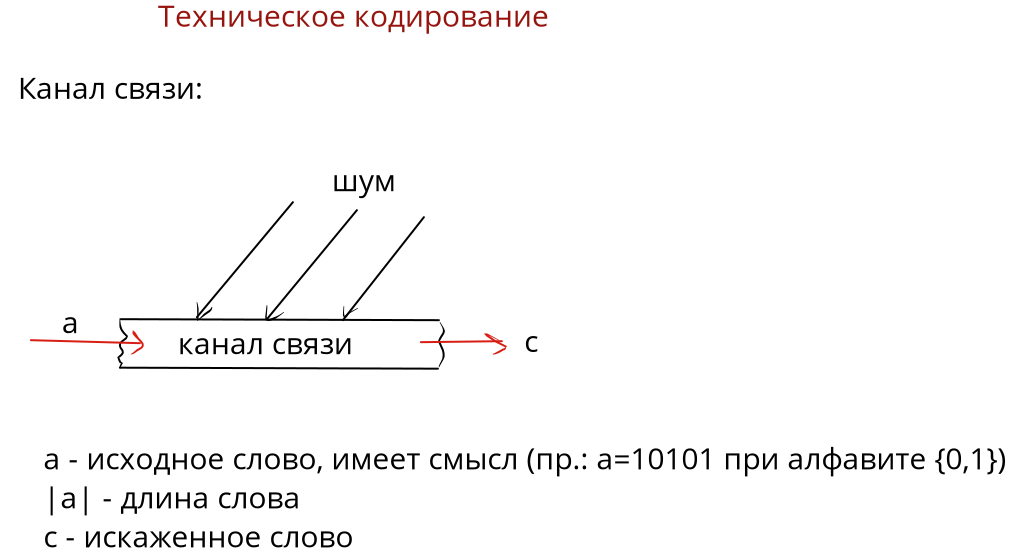 Техническое кодирование
Канал связи:
шум
a
канал связи
c
a - исходное слово, имеет смысл (пр.: a=10101 при алфавите {0,1})
|a| - длина слова
c - искаженное слово